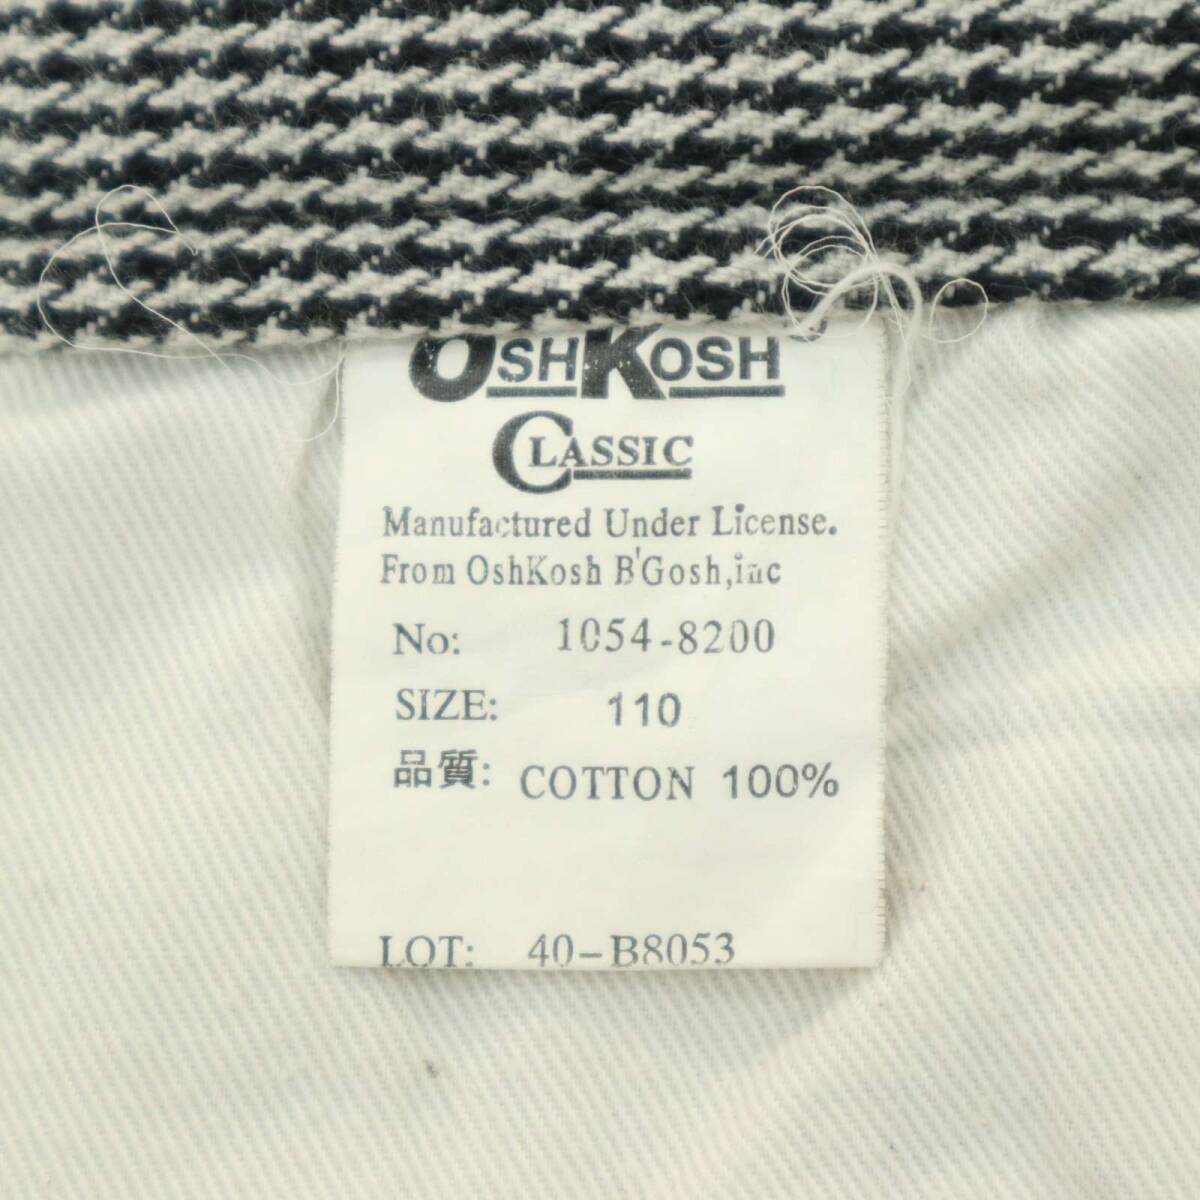 OSHKOSH
CLASSIC
Manufactured Under License.
From OshKosh B'Gosh,inc
No: 1054-8200
SIZE: 110
品質: COTTON 100%
LOT: 40-B8053